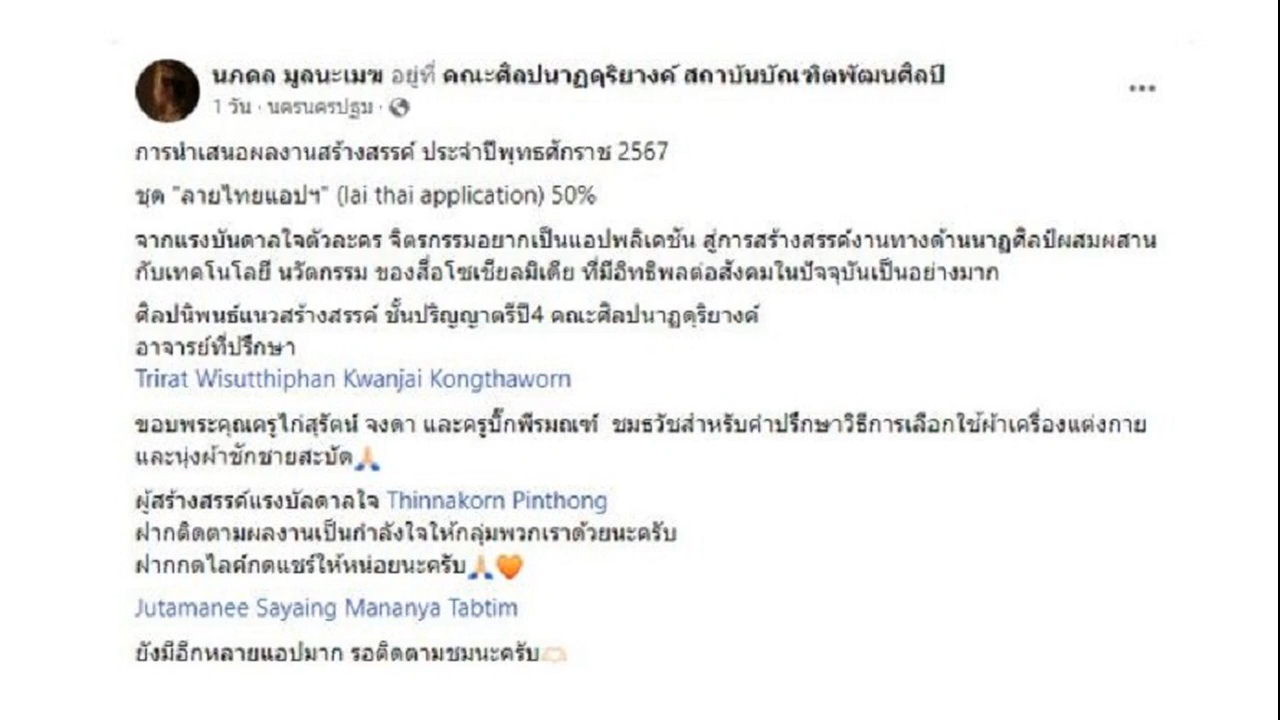 นภดล มูลนะเมฆ อยู่ที่ คณะศิลปนาฏดุริยางค์ สถาบันบัณฑิตพัฒนศิลป์
1 วัน · นครนครปฐม ·
การนำเสนอผลงานสร้างสรรค์ ประจำปีพุทธศักราช 2567
ชุด "ลายไทยแอปฯ" (lai thai application) 50%
จากแรงบันดาลใจตัวละคร จิตรกรรมอยากเป็นแอปพลิเคชัน สู่การสร้างสรรค์งานทางด้านนาฏศิลป์ผสมผสาน
กับเทคโนโลยี นวัตกรรม ของสื่อโซเชียลมิเดีย ที่มีอิทธิพลต่อสังคมในปัจจุบันเป็นอย่างมาก
ศิลปนิพนธ์แนวสร้างสรรค์ ชั้นปริญญาตรีปี4 คณะศิลปนาฏดุริยางค์
อาจารย์ที่ปรึกษา
Trirat Wisutthiphan Kwanjai Kongthaworn
ขอบพระคุณครูไก่สุรัตน์ จงดา และครูบิ๊กพีรมณฑ์ ชมธวัชสำหรับคำปรึกษาวิธีการเลือกใช้ผ้าเครื่องแต่งกาย
และนุ่งผ้าชักชายสะบัด🙏🏻
ผู้สร้างสรรค์แรงบัลดาลใจ Thinnakorn Pinthong
ฝากติดตามผลงานเป็นกำลังใจให้กลุ่มพวกเราด้วยนะครับ
ฝากกดไลค์กดแชร์ให้หน่อยนะครับ🙏🏻🧡
Jutamanee Sayaing Mananya Tabtim
ยังมีอีกหลายแอปมาก รอติดตามชมนะครับ🫶🏻